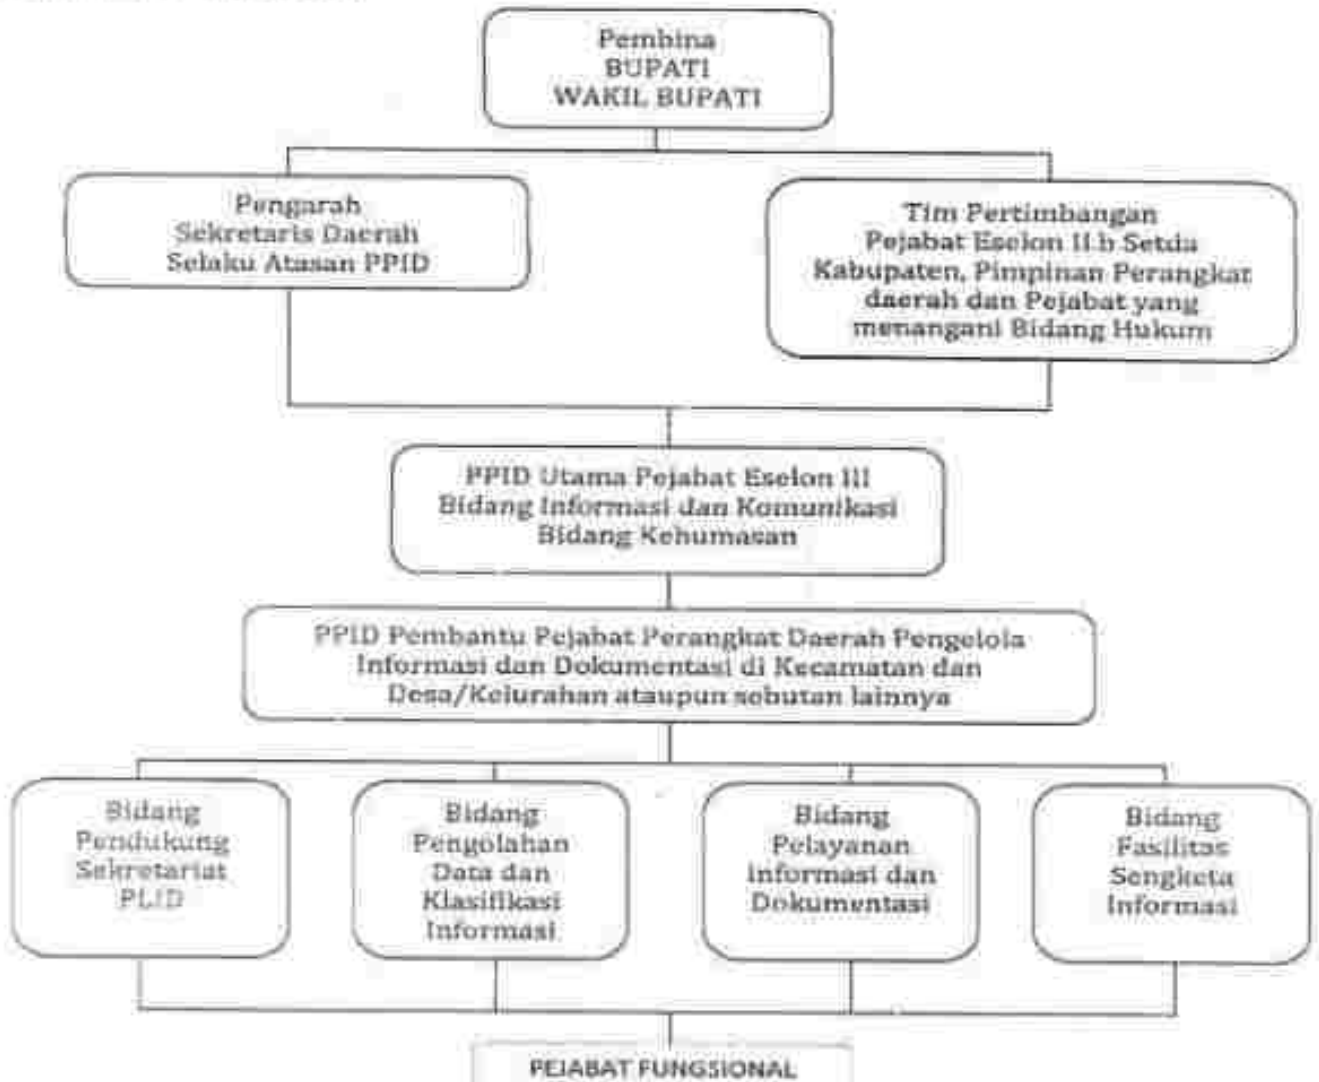 Pembina
BUPATI
WAKIL BUPATI
Pengarah
Sekretaris Daerah
Selaku Atasan PPID
Tim Pertimbangan
Pejabat Eselon II.b Setda
Kabupaten, Pimpinan Perangkat
daerah dan Pejabat yang
menangani Bidang Hukum
PPID Utama Pejabat Eselon III
Bidang Informasi dan Komunikasi
Bidang Kehumasan
PPID Pembantu Pejabat Perangkat Daerah Pengelola
Informasi dan Dokumentasi di Kecamatan dan
Desa/Kelurahan ataupun sebutan lainnya
Bidang
Pendukung
Sekretariat
PLID
Bidang
Pengolahan
Data dan
Klasifikasi
Informasi
Bidang
Pelayanan
Informasi dan
Dokumentasi
Bidang
Fasilitas
Sengketa
Informasi
PEJABAT FUNGSIONAL